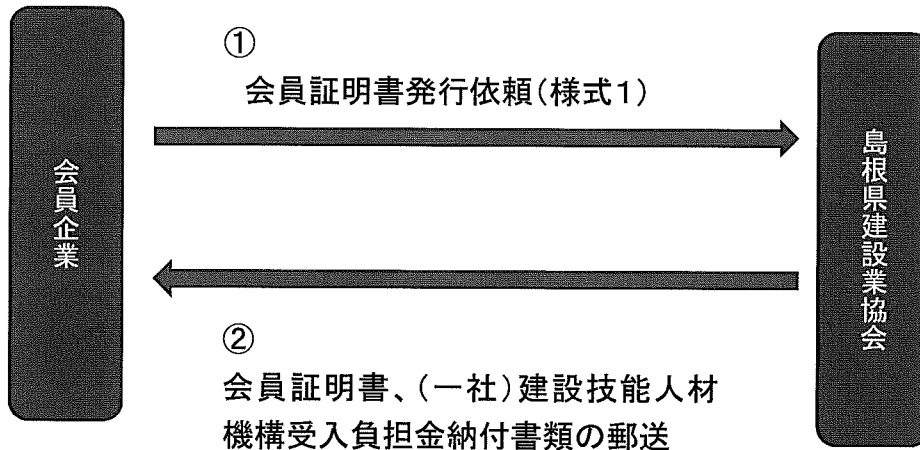 会員企業
①
会員証明書発行依頼(様式1)
②
会員証明書、(一社)建設技能人材
機構受入負担金納付書類の郵送
島根県建設業協会